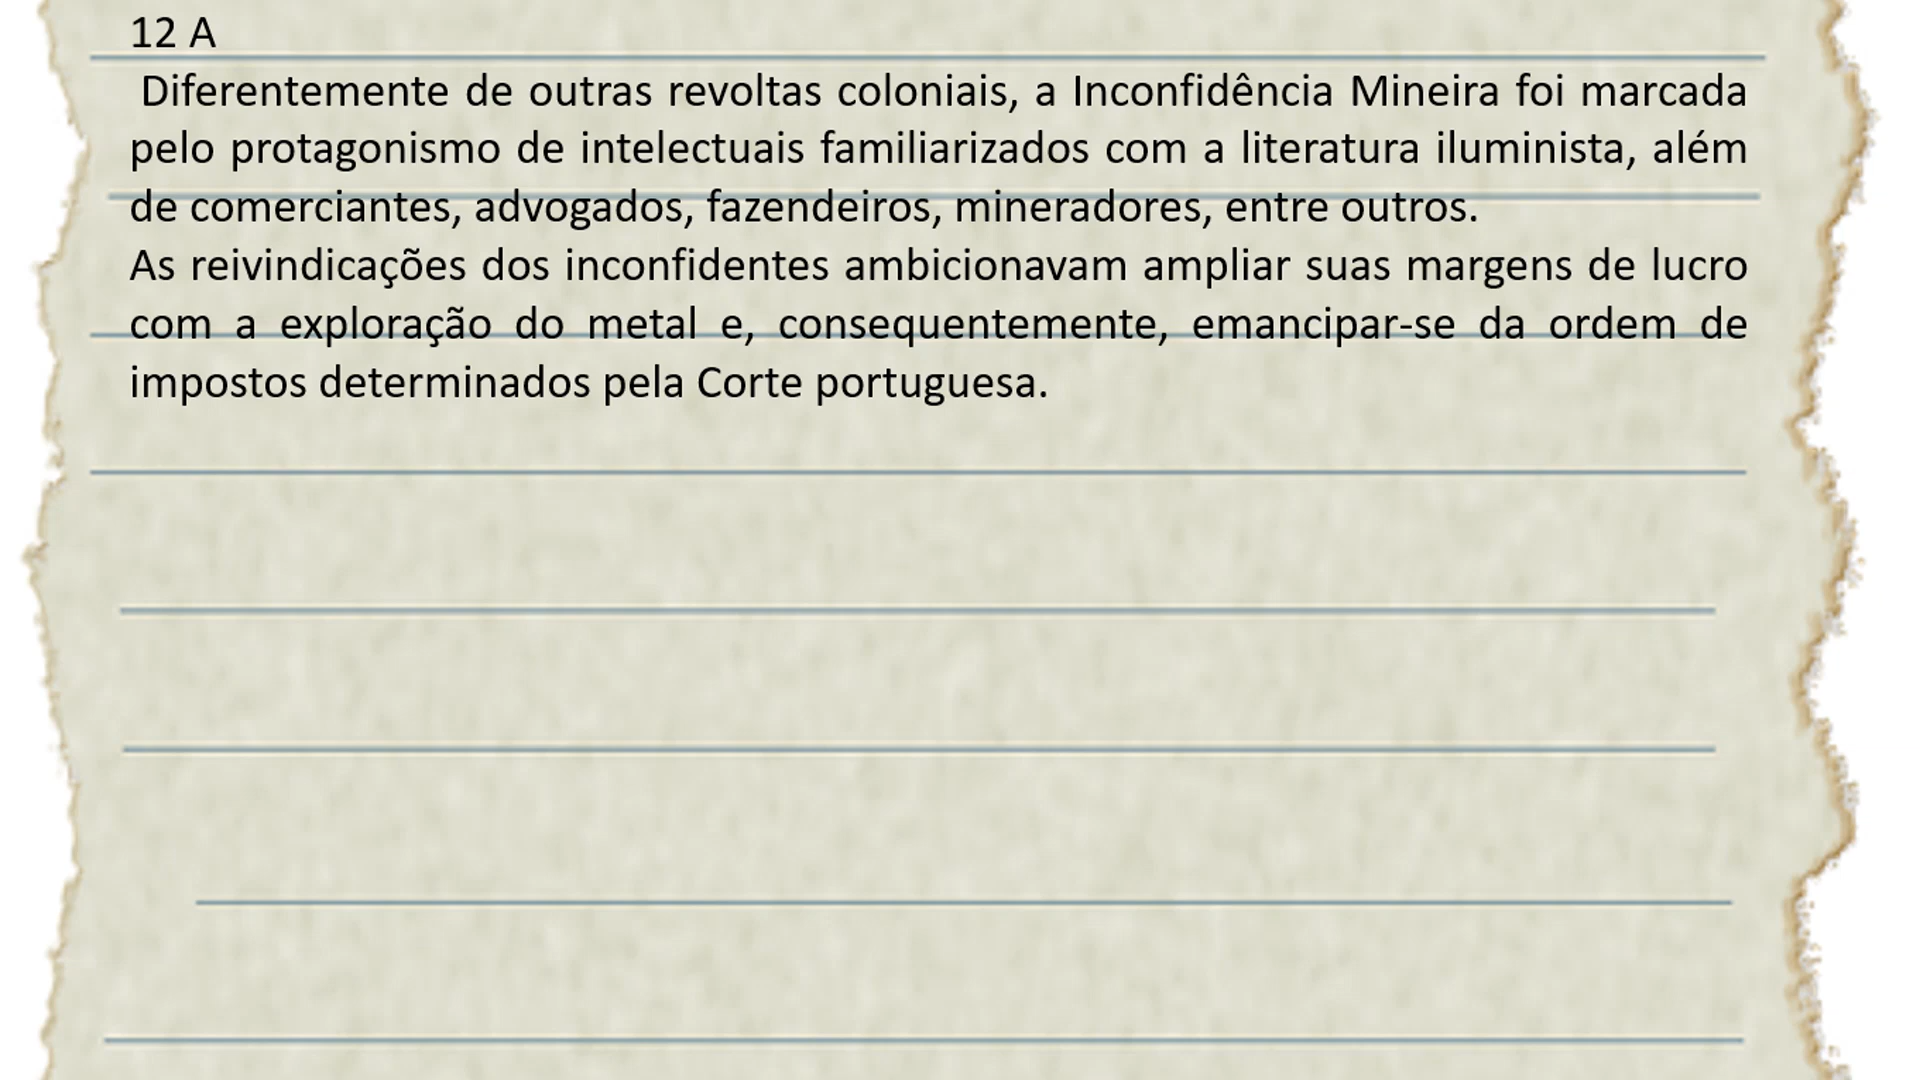 12 A
Diferentemente de outras revoltas coloniais, a Inconfidência Mineira foi marcada
pelo protagonismo de intelectuais familiarizados com a literatura iluminista, além
de comerciantes, advogados, fazendeiros, mineradores, entre outros.
As reivindicações dos inconfidentes ambicionavam ampliar suas margens de lucro
com a exploração do metal e, consequentemente, emancipar-se da ordem de
impostos determinados pela Corte portuguesa.